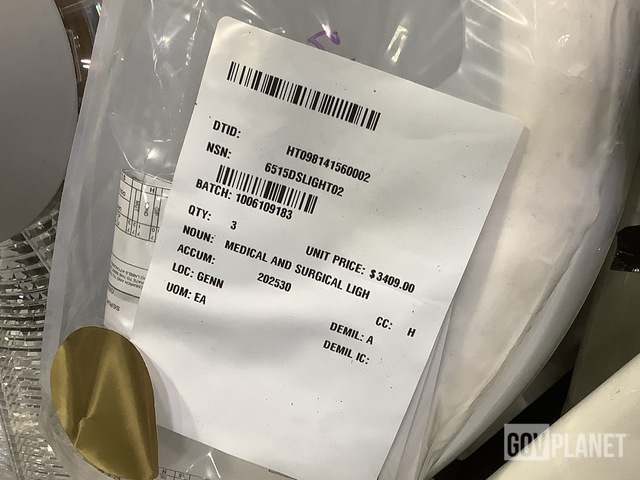 DTID: HT098141560002
NSN: 6515DSLIGHT02
BATCH: 1006109183
QTY: 3 UNIT PRICE: $3409.00
NOUN: MEDICAL AND SURGICAL LIGH
ACCUM: 202530
LOC: GENN CC: H
UOM: EA DEMIL: A
DEMIL IC:
GOVPLANET